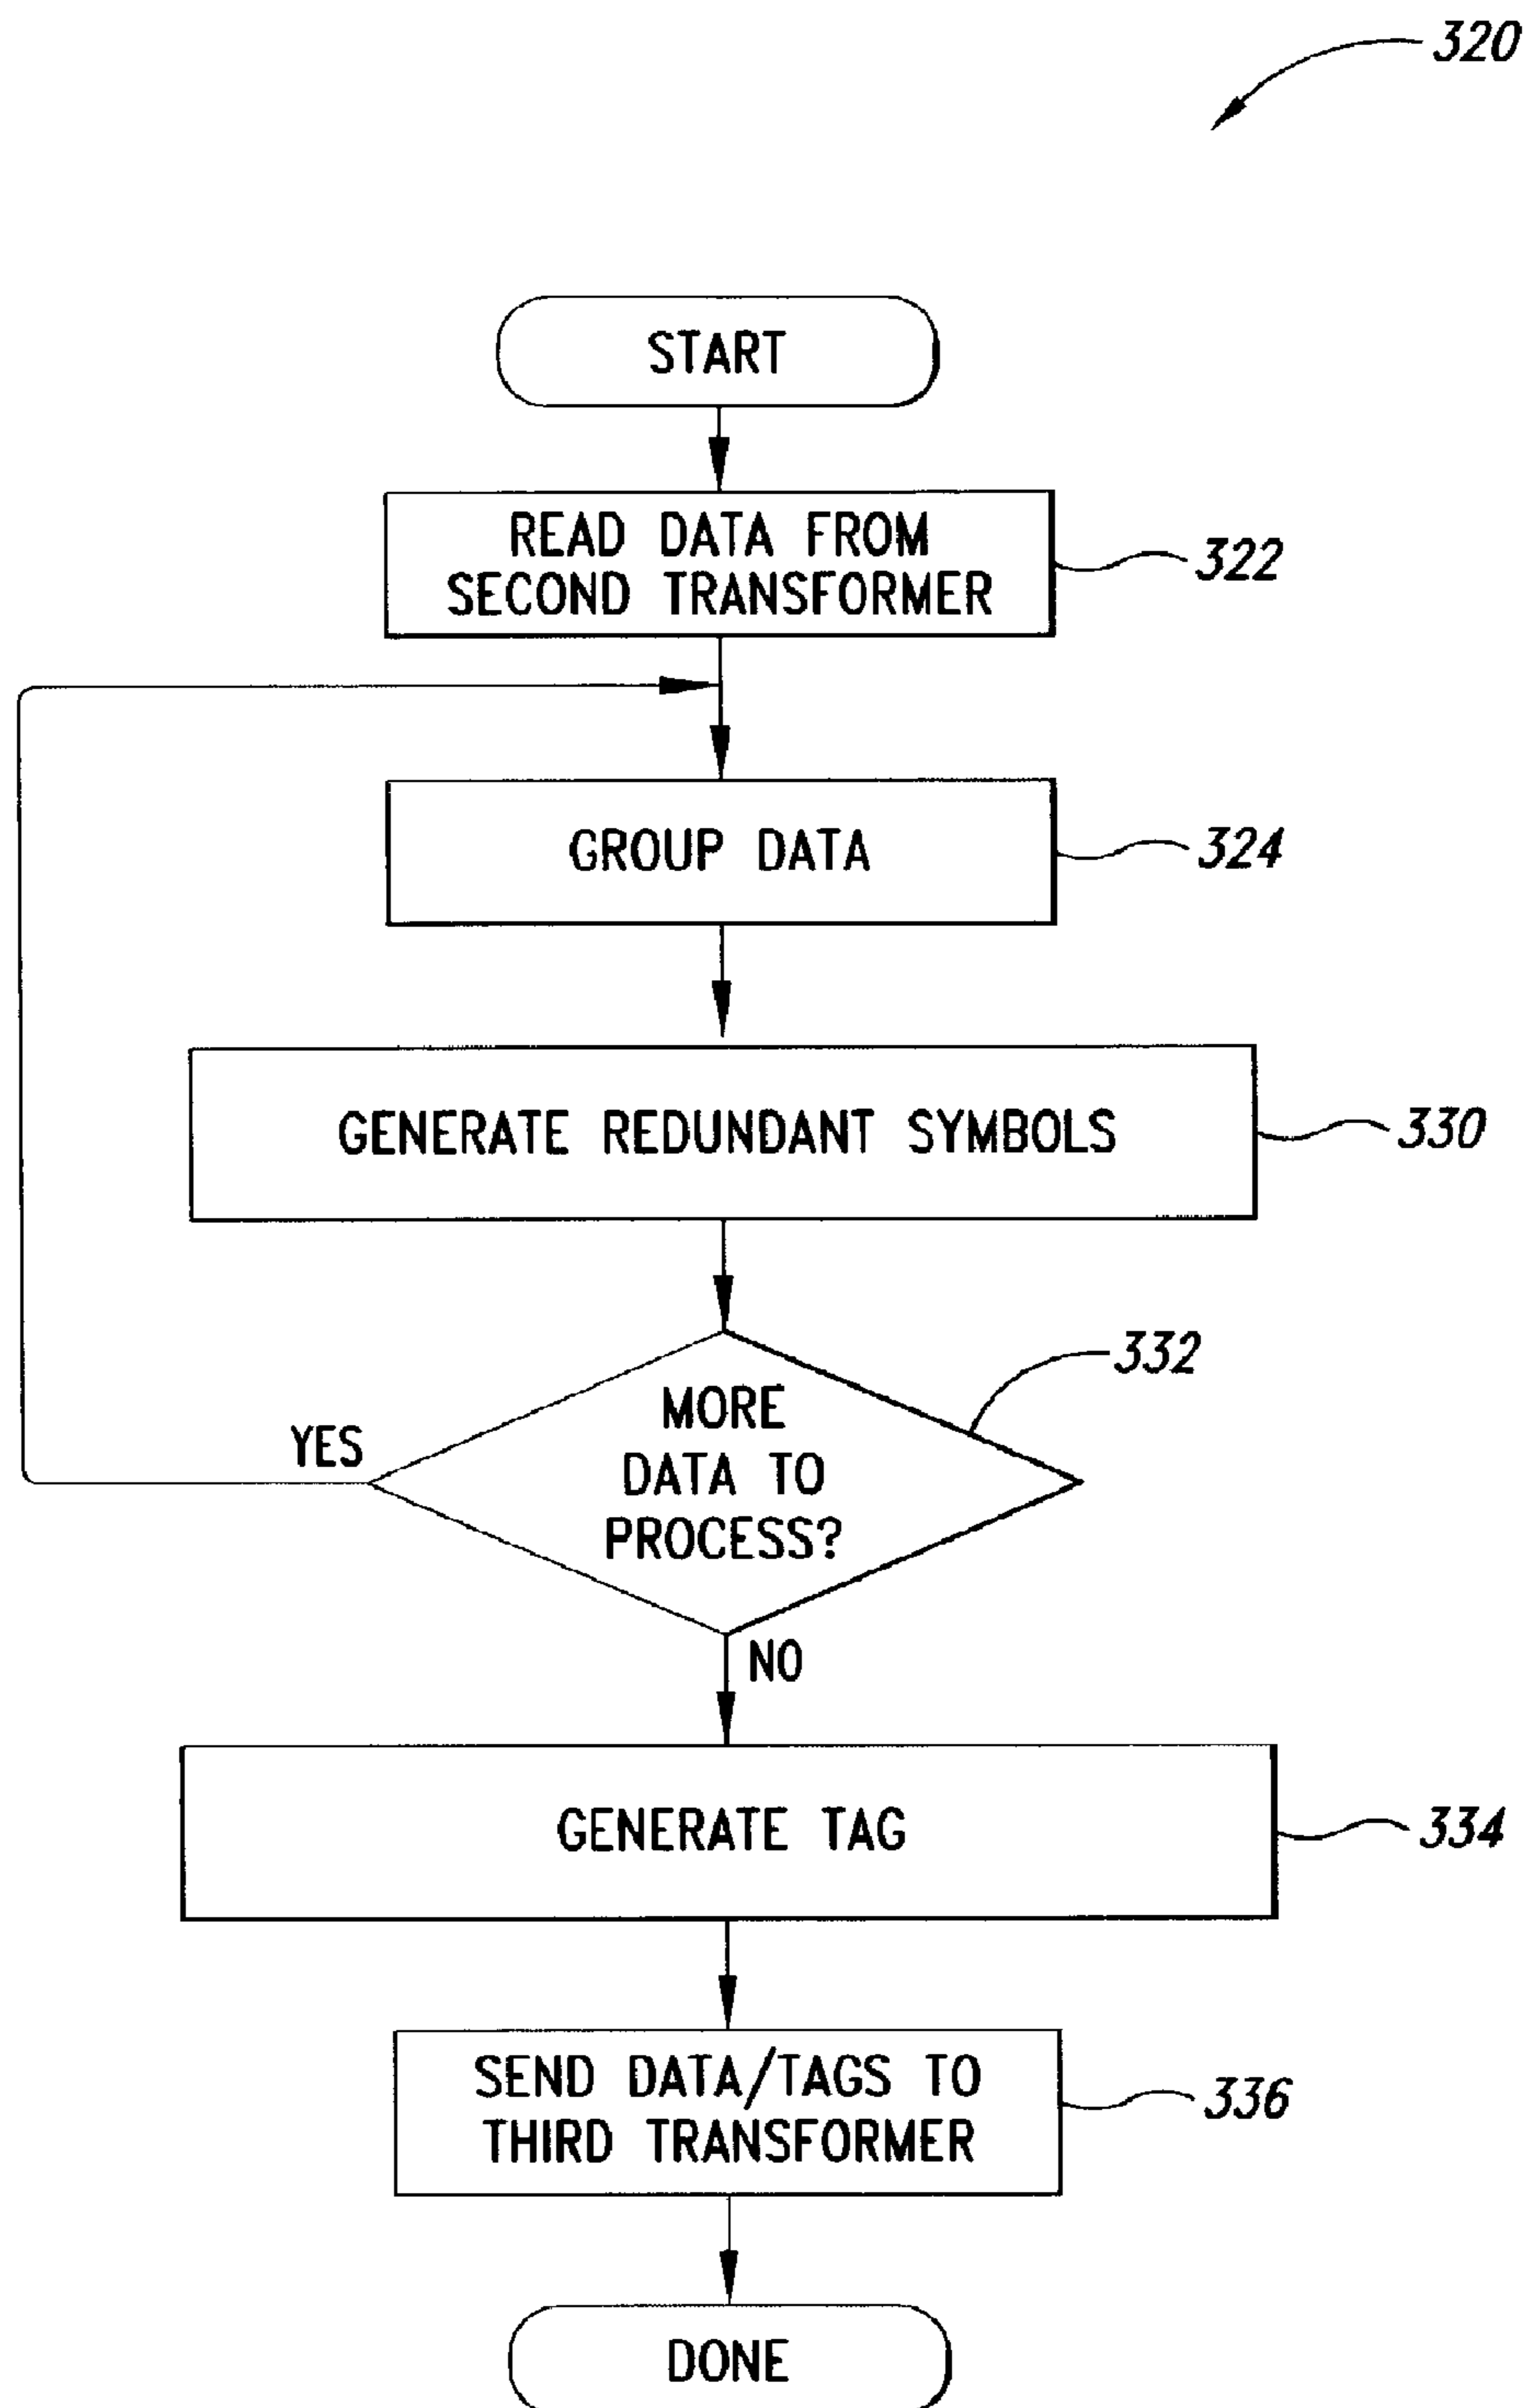 320
START
READ DATA FROM
SECOND TRANSFORMER
322
GROUP DATA
324
GENERATE REDUNDANT SYMBOLS
330
332
MORE
DATA TO
PROCESS?
YES
NO
GENERATE TAG
334
SEND DATA/TAGS TO
THIRD TRANSFORMER
336
DONE